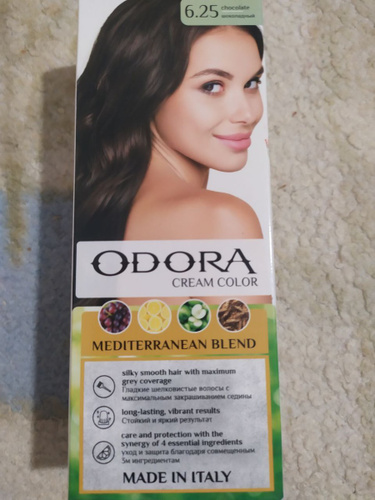 6.25 chocolate
шоколадный
ODORA
CREAM COLOR
MEDITERRANEAN BLEND
silky smooth hair with maximum
grey coverage
Гладкие шелковистые волосы с
максимальным закрашиванием седины
long-lasting, vibrant results
Стойкий и яркий результат
care and protection with the
synergy of 4 essential ingredients
уход и защита благодаря совмещенным
5м ингредиентам
MADE IN ITALY